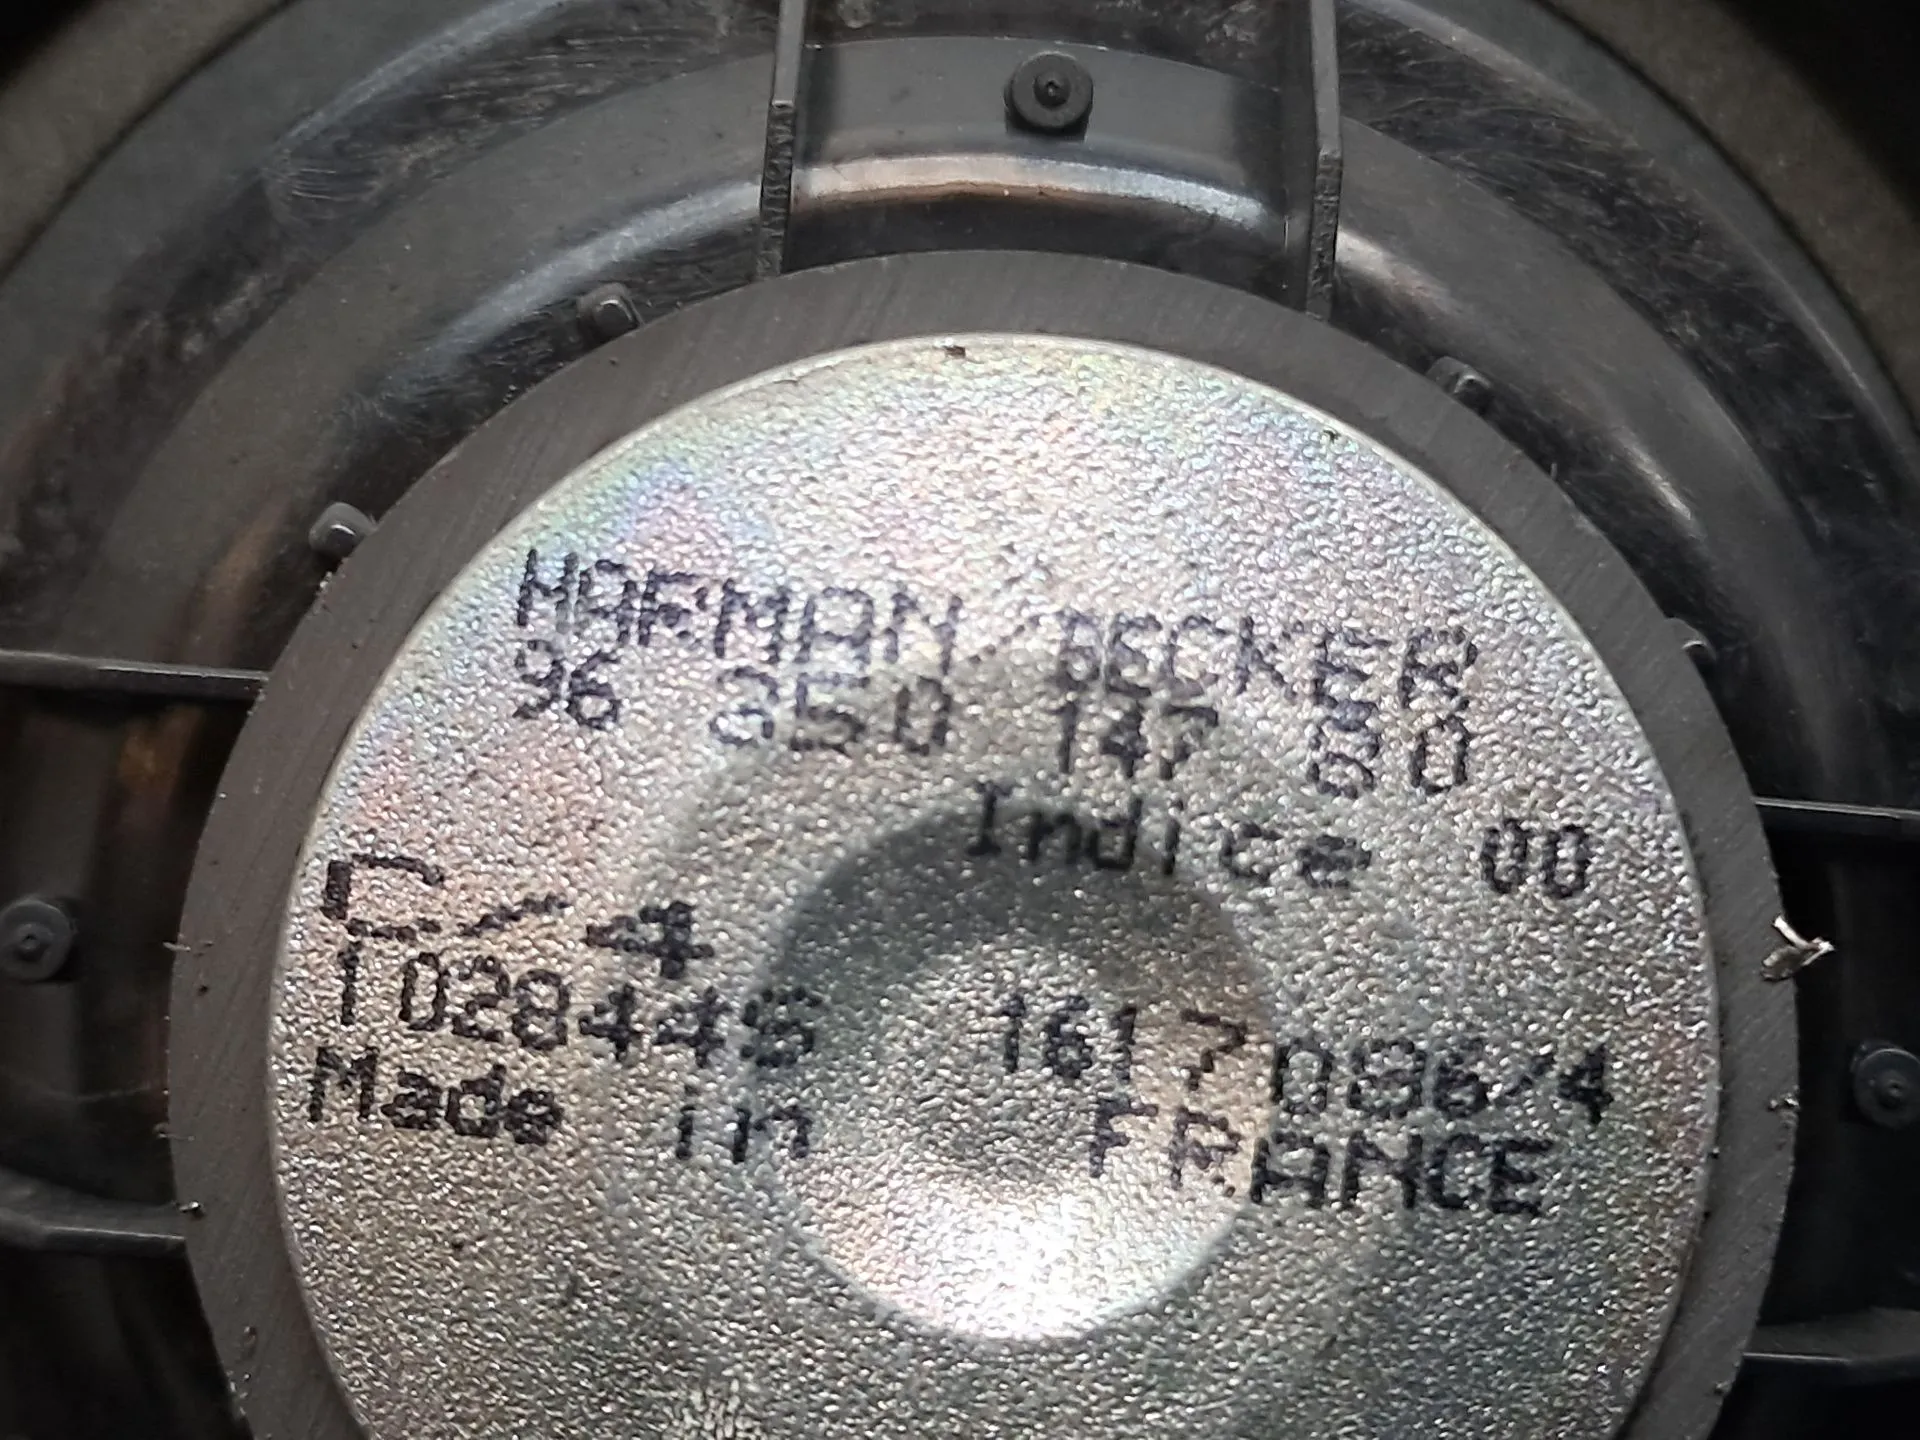 HARMAN/BECKER
96 350 147 80
Indice 00
C-4
T028445 1617086/4
Made in FRANCE